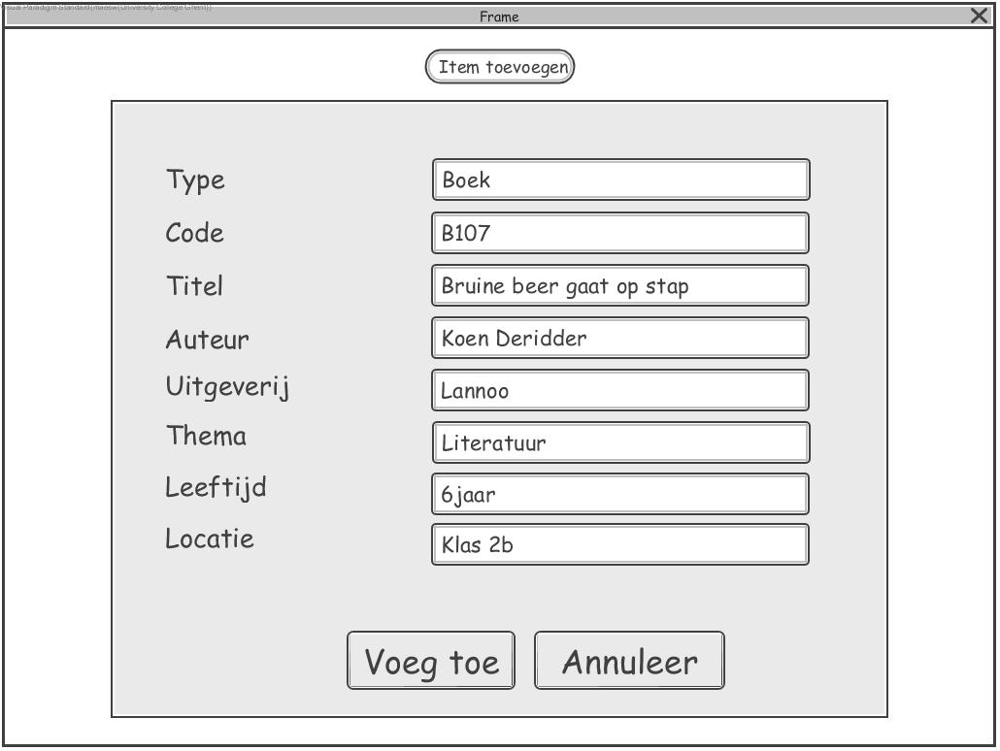 Visual Paradigm Standard(maesw(University College Ghent))
Frame
Item toevoegen
Type Boek
Code B107
Titel Bruine beer gaat op stap
Auteur Koen Deridder
Uitgeverij Lannoo
Thema Literatuur
Leeftijd 6jaar
Locatie Klas 2b
Voeg toe Annuleer